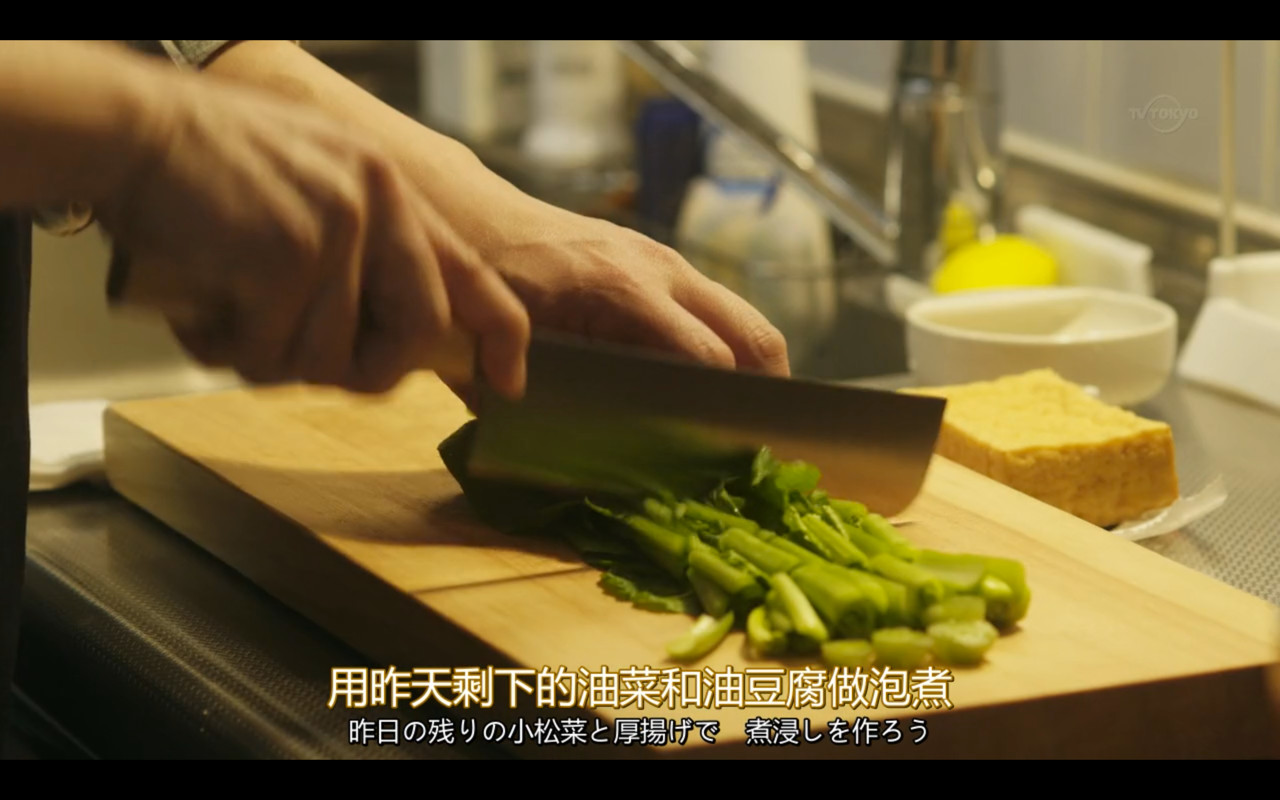 TV TOKYO
用昨天剩下的油菜和油豆腐做泡煮
昨日の残りの小松菜と厚揚げで　煮浸しを作ろう